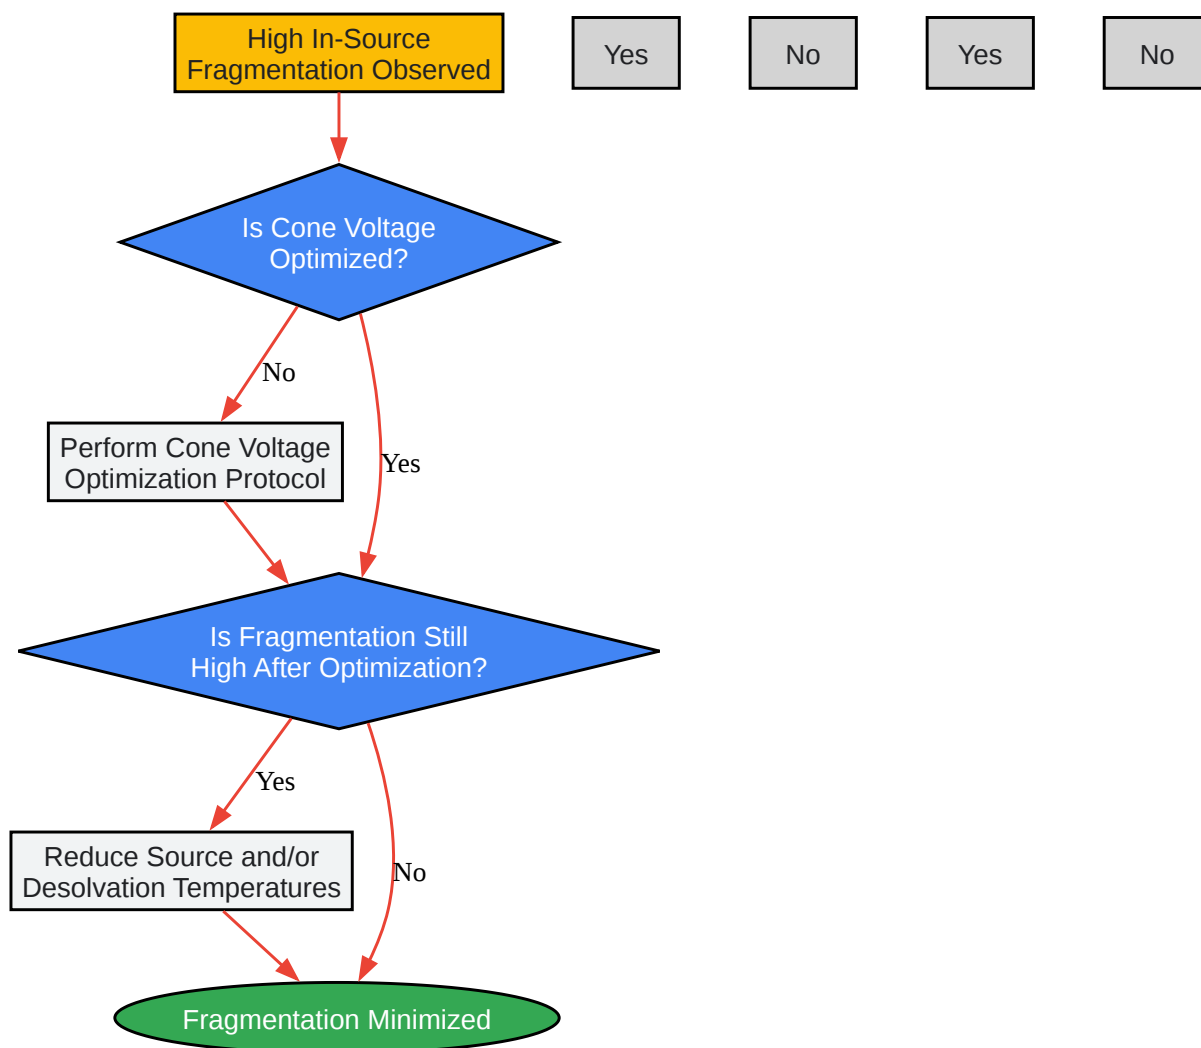 High In-Source
Fragmentation Observed
Yes
No
Yes
No
Is Cone Voltage
Optimized?
No
Perform Cone Voltage
Optimization Protocol
Yes
Is Fragmentation Still
High After Optimization?
Yes
Reduce Source and/or
Desolvation Temperatures
No
Fragmentation Minimized